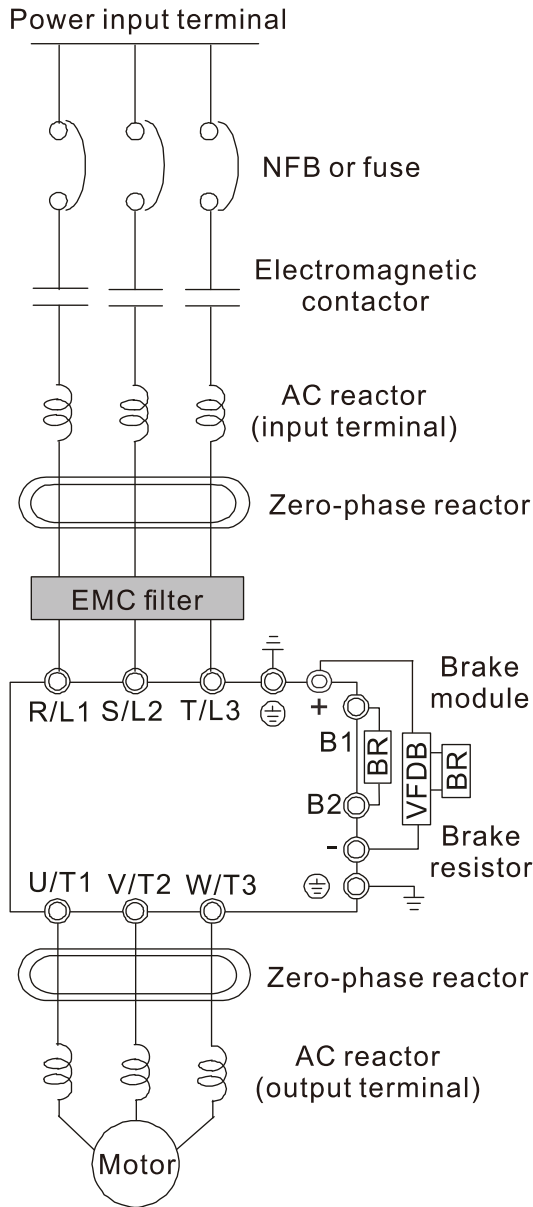 Power input terminal
NFB or fuse
Electromagnetic
contactor
AC reactor
(input terminal)
Zero-phase reactor
EMC filter
R/L1 S/L2 T/L3
+
Brake
module
B1
BR
VFDB
BR
B2
-
Brake
resistor
U/T1 V/T2 W/T3
Zero-phase reactor
AC reactor
(output terminal)
Motor